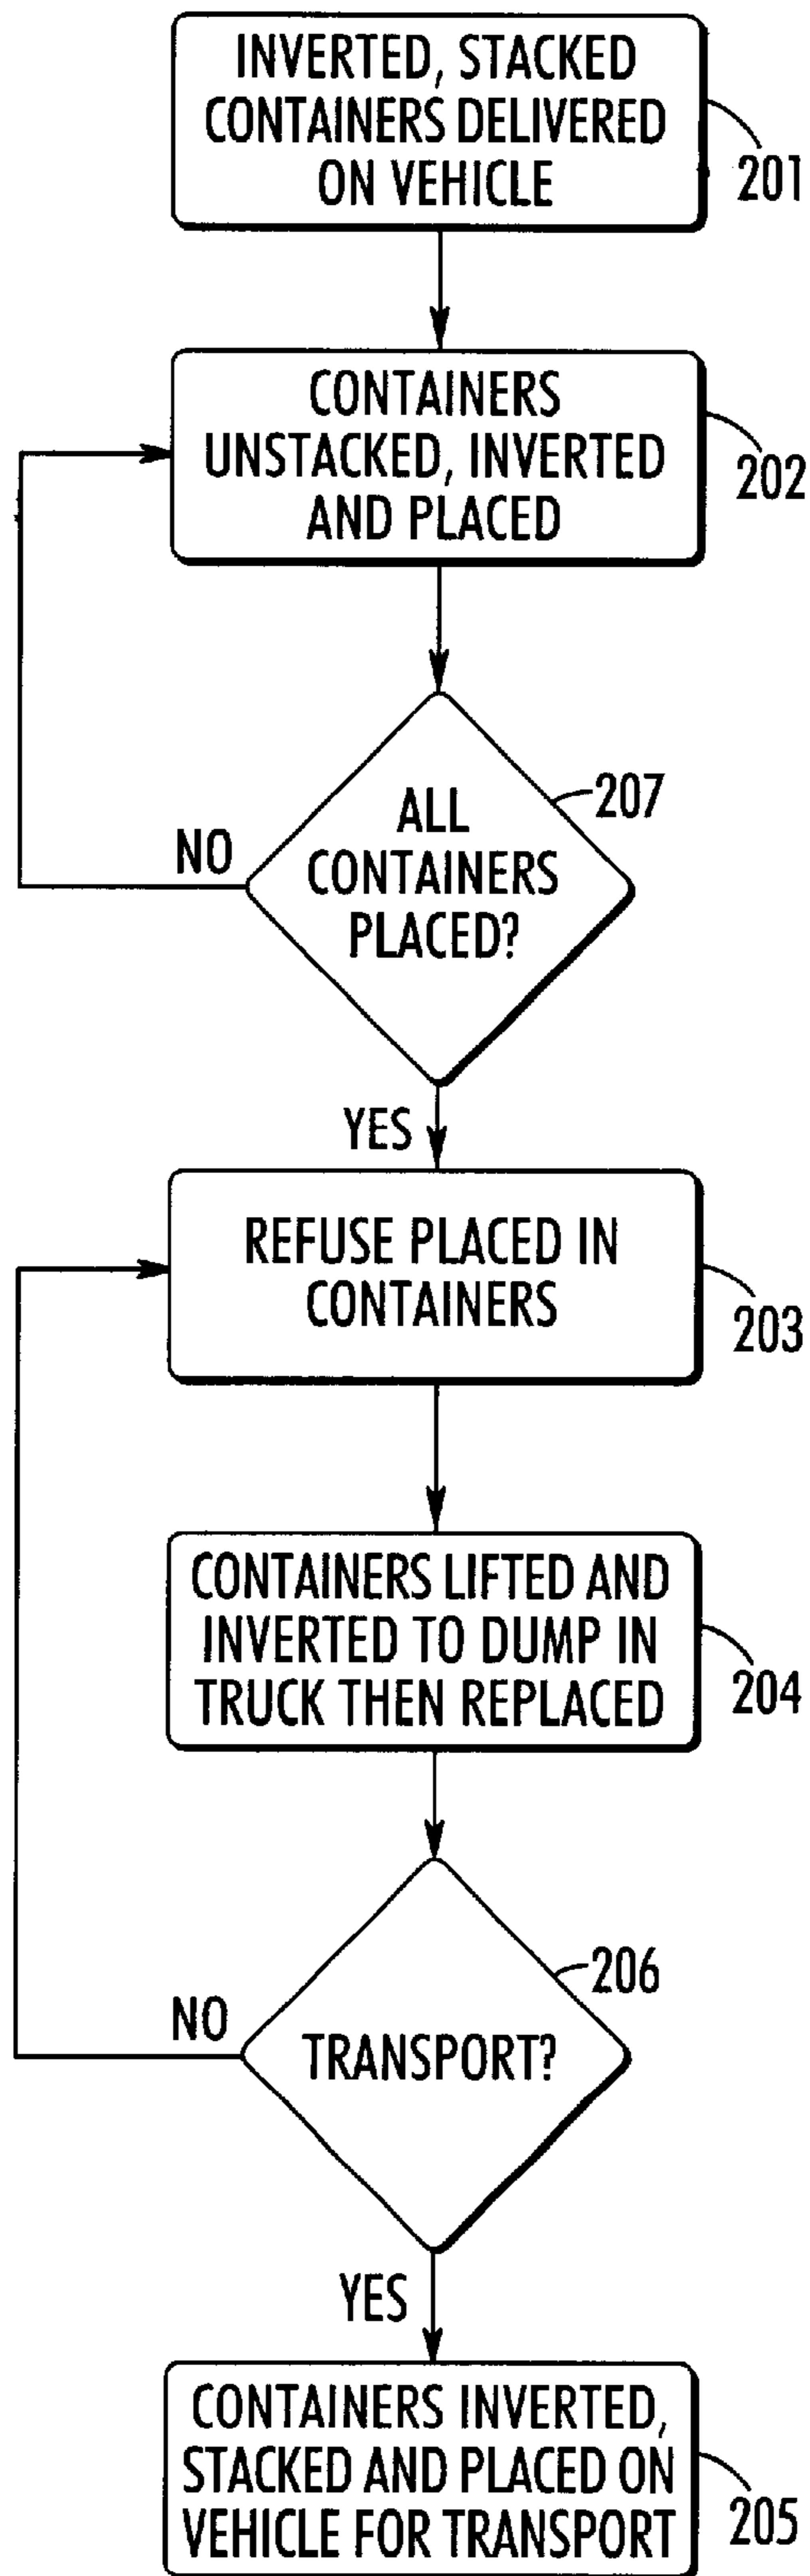 INVERTED, STACKED
CONTAINERS DELIVERED
ON VEHICLE
201
CONTAINERS
UNSTACKED, INVERTED
AND PLACED
202
ALL
CONTAINERS
PLACED?
207
NO
YES
REFUSE PLACED IN
CONTAINERS
203
CONTAINERS LIFTED AND
INVERTED TO DUMP IN
TRUCK THEN REPLACED
204
TRANSPORT?
206
NO
YES
CONTAINERS INVERTED,
STACKED AND PLACED ON
VEHICLE FOR TRANSPORT
205